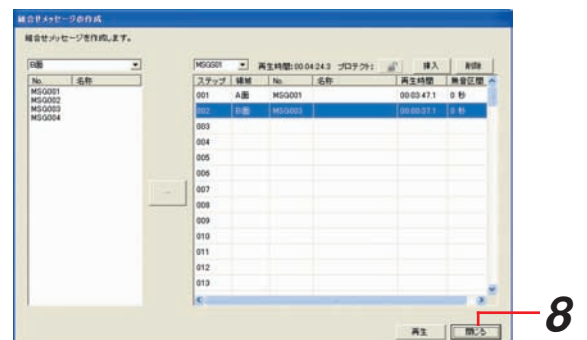 組合せメッセージの作成
組合せメッセージを作成します。
B面
MSGS01 再生時間:00:04:24.3 プロテクト: 挿入 削除
No. 名称
ステップ 領域 No. 名称 再生時間 無音区間
MSG001
MSG002
MSG003
MSG004
001 A面 MSG001 00:03:47.1 0 秒
002 B面 MSG003 00:00:37.1 0 秒
003
004
005
006
007
008
009
010
011
012
013
再生 閉じる
8